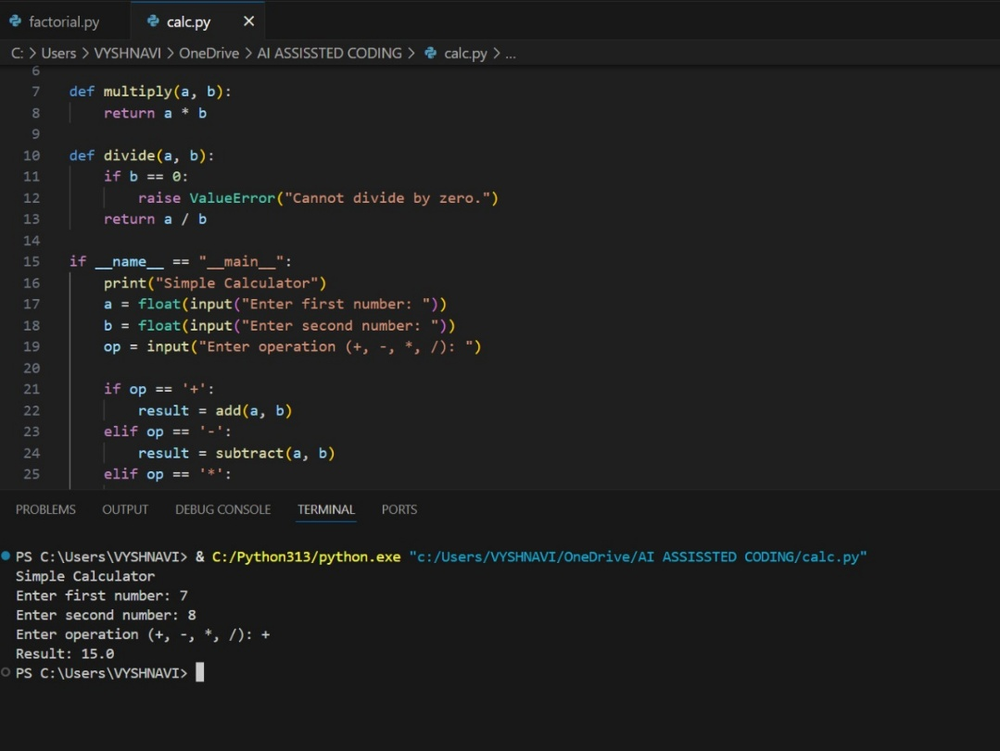 factorial.py
calc.py ×
C: > Users > VYSHNAVI > OneDrive > AI ASSISSTED CODING > calc.py > ...
6
7 def multiply(a, b):
8     return a * b
9
10 def divide(a, b):
11     if b == 0:
12         raise ValueError("Cannot divide by zero.")
13     return a / b
14
15 if __name__ == "__main__":
16     print("Simple Calculator")
17     a = float(input("Enter first number: "))
18     b = float(input("Enter second number: "))
19     op = input("Enter operation (+, -, *, /): ")
20
21     if op == '+':
22         result = add(a, b)
23     elif op == '-':
24         result = subtract(a, b)
25     elif op == '*':
PROBLEMS OUTPUT DEBUG CONSOLE TERMINAL PORTS
PS C:\Users\VYSHNAVI> & C:/Python313/python.exe "c:/Users/VYSHNAVI/OneDrive/AI ASSISSTED CODING/calc.py"
Simple Calculator
Enter first number: 7
Enter second number: 8
Enter operation (+, -, *, /): +
Result: 15.0
PS C:\Users\VYSHNAVI>